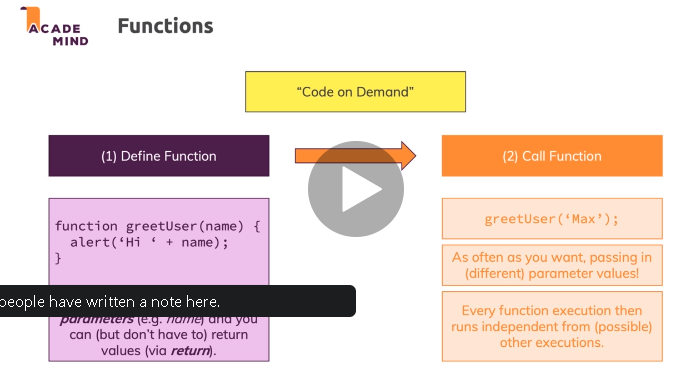 ACADE
MIND
Functions
“Code on Demand”
(1) Define Function
(2) Call Function
function greetUser(name) {
alert(‘Hi ‘ + name);
}
greetUser(‘Max’);
As often as you want, passing in
(different) parameter values!
people have written a note here.
parameters (e.g. name) and you
can (but don’t have to) return
values (via return).
Every function execution then
runs independent from (possible)
other executions.